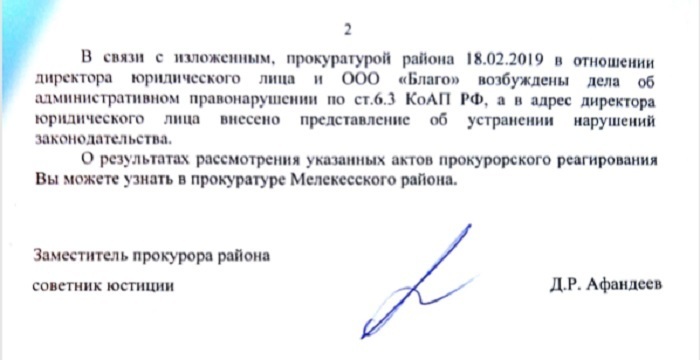 2
В связи с изложенным, прокуратурой района 18.02.2019 в отношении
директора юридического лица и ООО «Благо» возбуждены дела об
административном правонарушении по ст.6.3 КоАП РФ, а в адрес директора
юридического лица внесено представление об устранении нарушений
законодательства.
О результатах рассмотрения указанных актов прокурорского реагирования
Вы можете узнать в прокуратуре Мелекесского района.
Заместитель прокурора района
советник юстиции
Д.Р. Афандеев